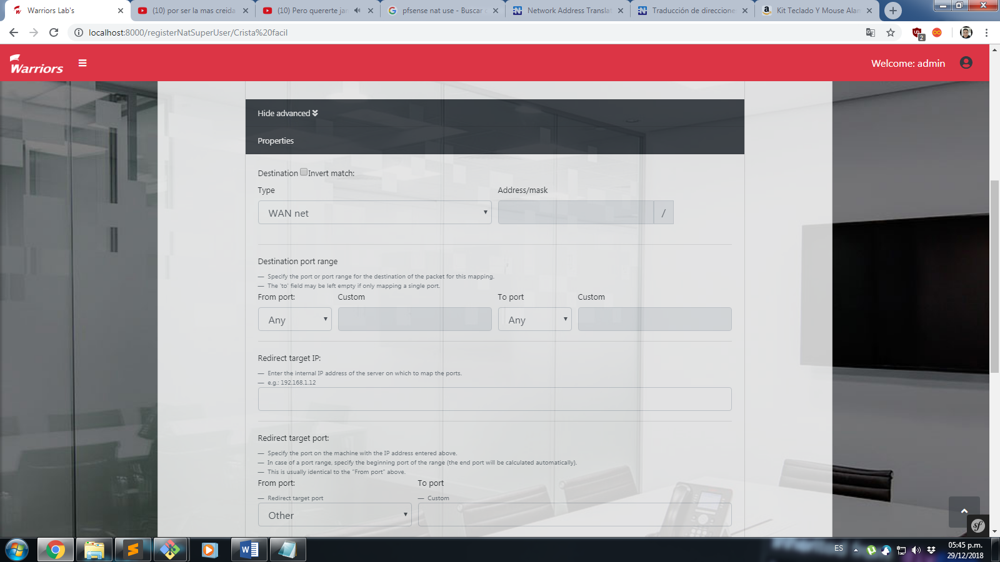 Warriors Lab's
(10) por ser la mas creida
(10) Pero quererte jan
pfsense nat use - Buscar c
Network Address Translat
Traducción de direccione
Kit Teclado Y Mouse Alan
localhost:8000/registerNatSuperUser/Crista%20facil
2
Warriors
Welcome: admin
Hide advanced
Properties
Destination Invert match:
Type
Address/mask
WAN net
/
Destination port range
— Specify the port or port range for the destination of the packet for this mapping.
— The 'to' field may be left empty if only mapping a single port.
From port:
Custom
To port
Custom
Any
Any
Redirect target IP:
— Enter the internal IP address of the server on which to map the ports.
— e.g.: 192.168.1.12
Redirect target port:
— Specify the port on the machine with the IP address entered above.
— In case of a port range, specify the beginning port of the range (the end port will be calculated automatically).
— This is usually identical to the "From port" above.
From port:
To port
— Redirect target port
— Custom
Other
sf
ES
05:45 p.m.
29/12/2018